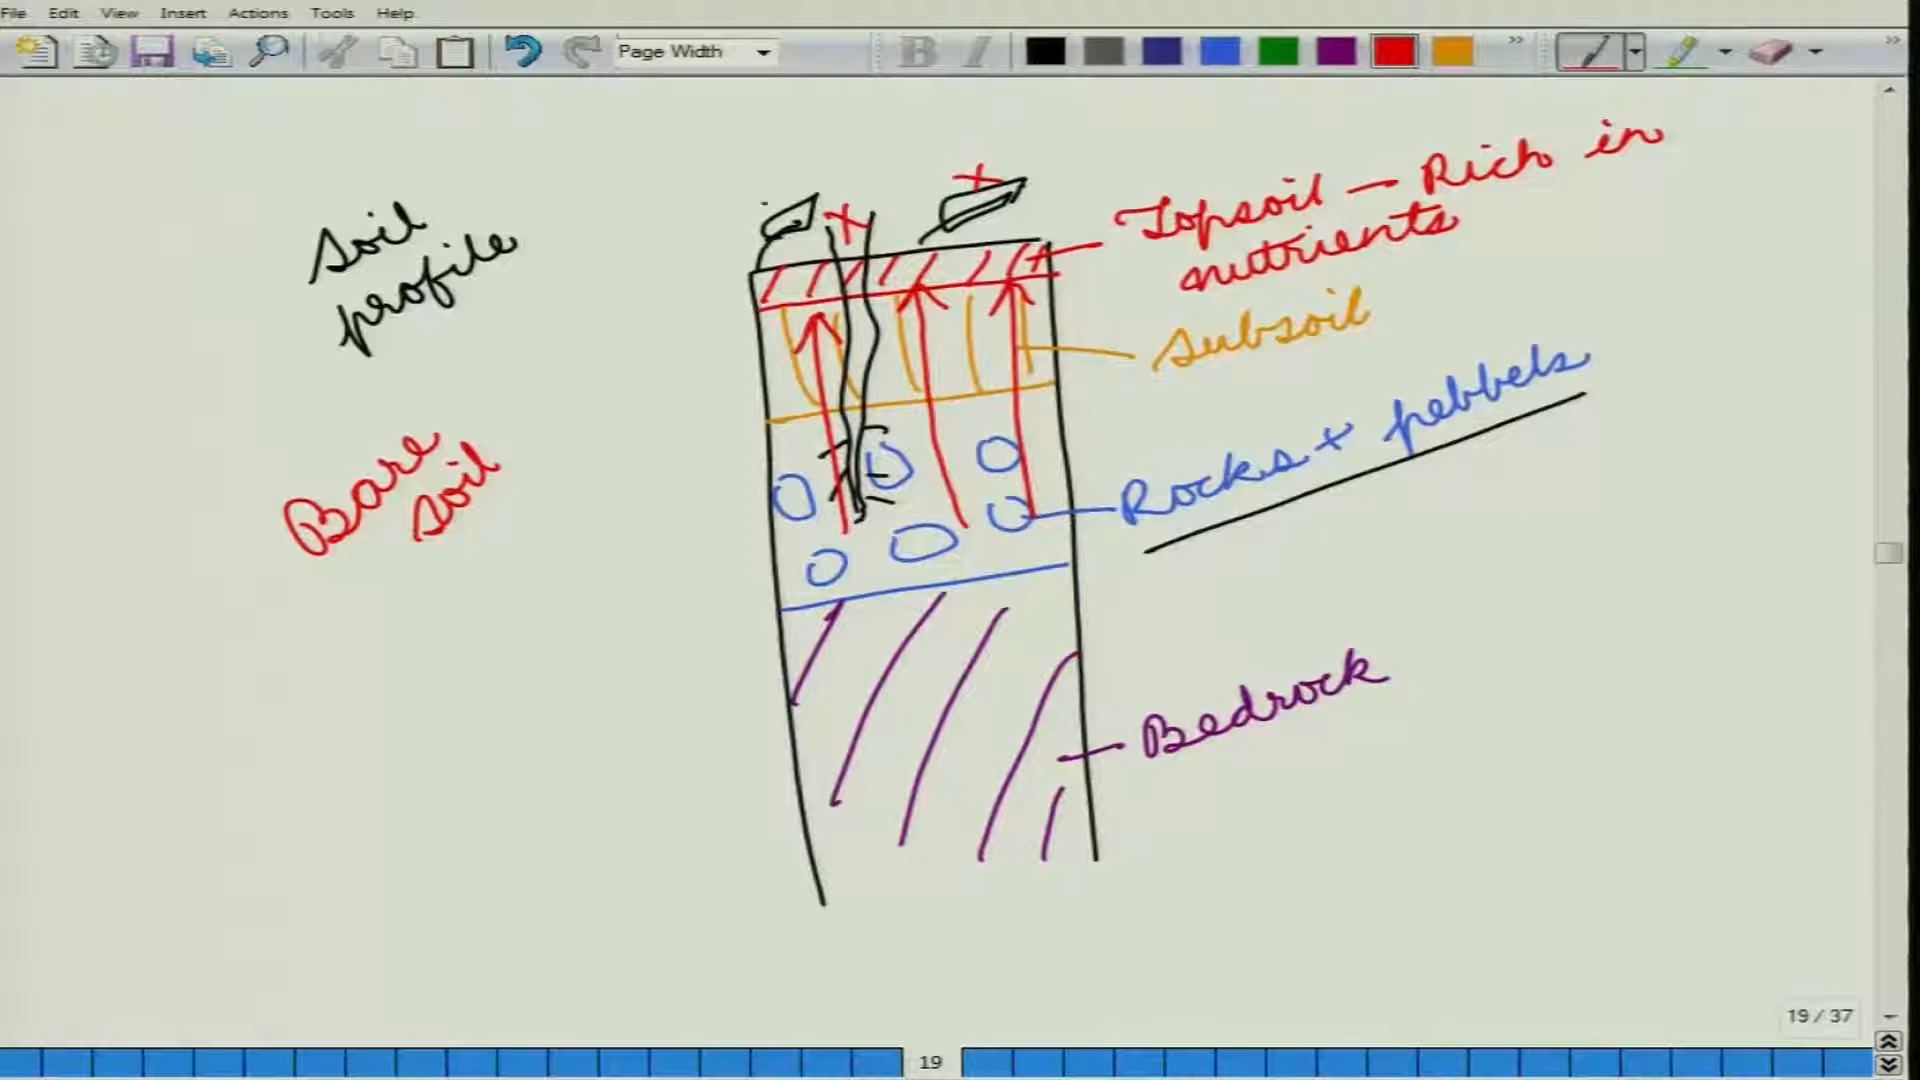 File Edit View Insert Actions Tools Help
Page Width
B I
Soil
profile
Topsoil — Rich in
nutrients
Subsoil
Bare
soil
Rocks + pebbels
Bedrock
19 / 37
19